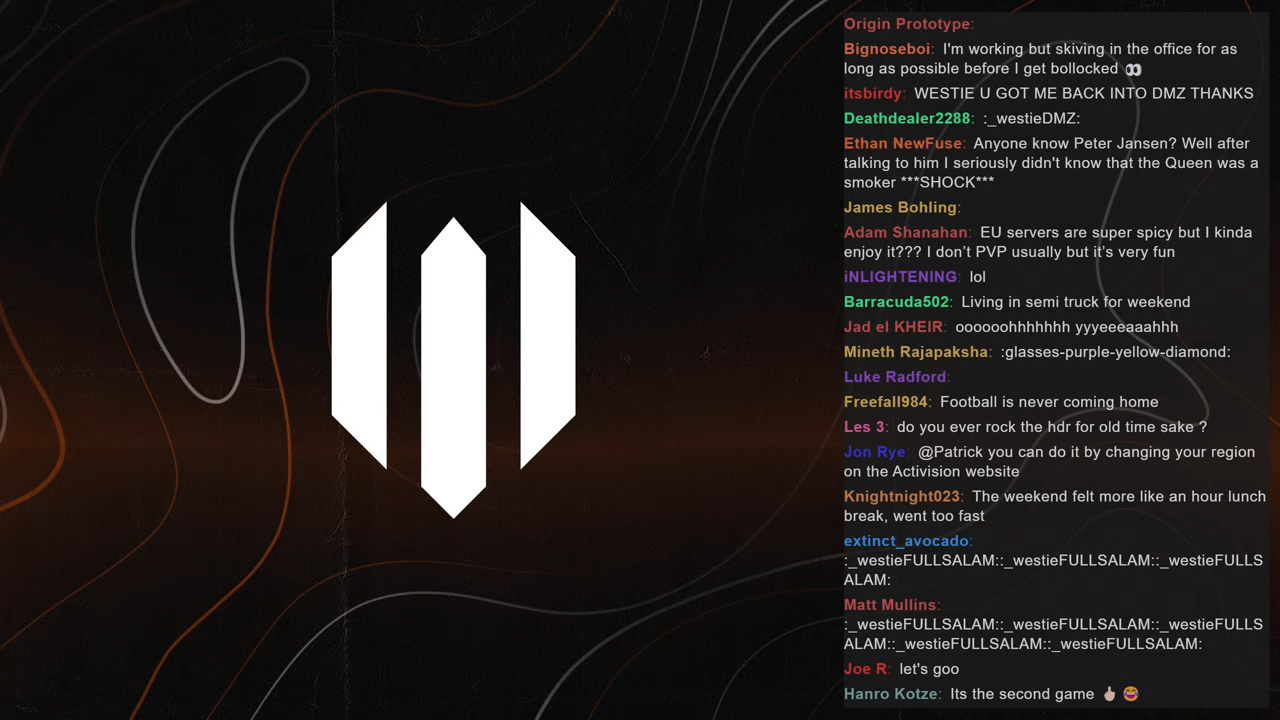 Origin Prototype:
Bignoseboi: I'm working but skiving in the office for as
long as possible before I get bollocked 👀
itsbirdy: WESTIE U GOT ME BACK INTO DMZ THANKS
Deathdealer2288: :_westieDMZ:
Ethan NewFuse: Anyone know Peter Jansen? Well after
talking to him I seriously didn't know that the Queen was a
smoker ***SHOCK***
James Bohling:
Adam Shanahan: EU servers are super spicy but I kinda
enjoy it??? I don’t PVP usually but it’s very fun
iNLIGHTENING: lol
Barracuda502: Living in semi truck for weekend
Jad el KHEIR: oooooohhhhhhh yyyeeeaaahhh
Mineth Rajapaksha: :glasses-purple-yellow-diamond:
Luke Radford:
Freefall984: Football is never coming home
Les 3: do you ever rock the hdr for old time sake ?
Jon Rye: @Patrick you can do it by changing your region
on the Activision website
Knightnight023: The weekend felt more like an hour lunch
break, went too fast
extinct_avocado:
:_westieFULLSALAM::_westieFULLSALAM::_westieFULLS
ALAM:
Matt Mullins:
:_westieFULLSALAM::_westieFULLSALAM::_westieFULLS
ALAM::_westieFULLSALAM::_westieFULLSALAM:
Joe R: let's goo
Hanro Kotze: Its the second game 🖕🏼 😂